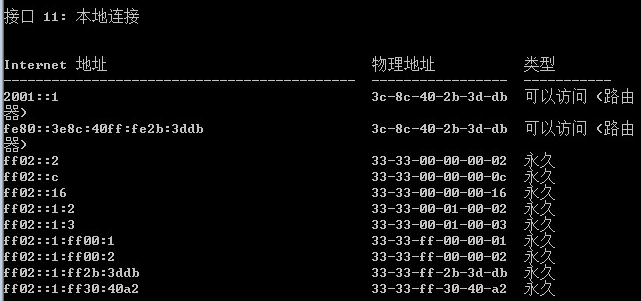 接口 11: 本地连接
Internet 地址 物理地址 类型
-------------------------------------------- ----------------- -----------
2001::1 3c-8c-40-2b-3d-db 可以访问 (路由
器)
fe80::3e8c:40ff:fe2b:3ddb 3c-8c-40-2b-3d-db 可以访问 (路由
器)
ff02::2 33-33-00-00-00-02 永久
ff02::c 33-33-00-00-00-0c 永久
ff02::16 33-33-00-00-00-16 永久
ff02::1:2 33-33-00-01-00-02 永久
ff02::1:3 33-33-00-01-00-03 永久
ff02::1:ff00:1 33-33-ff-00-00-01 永久
ff02::1:ff00:2 33-33-ff-00-00-02 永久
ff02::1:ff2b:3ddb 33-33-ff-2b-3d-db 永久
ff02::1:ff30:40a2 33-33-ff-30-40-a2 永久